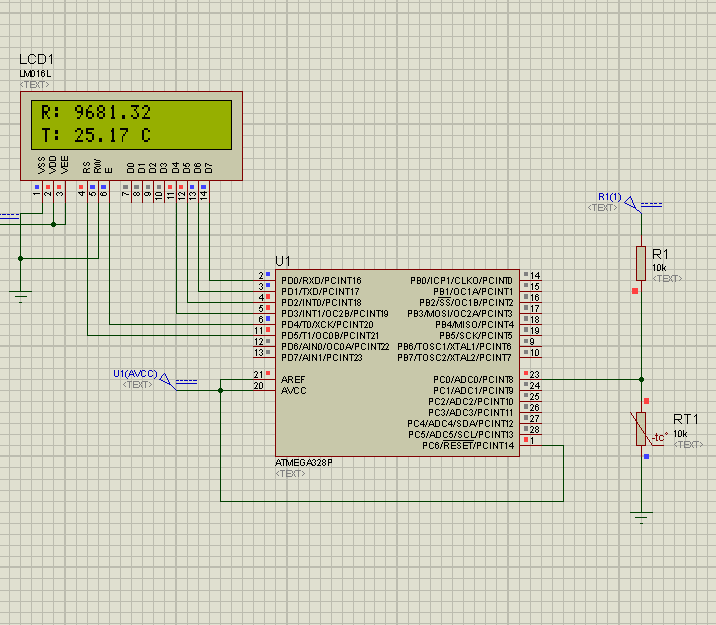 LCD1
LM016L
<TEXT>
R: 9681.32
T: 25.17 C
VSS
VDD
VEE
RS
RW
E
D0
D1
D2
D3
D4
D5
D6
D7
1
2
3
4
5
6
7
8
9
10
11
12
13
14
R1(1)
<TEXT>
R1
10k
<TEXT>
U1
2 PD0/RXD/PCINT16 PB0/ICP1/CLKO/PCINT0 14
3 PD1/TXD/PCINT17 PB1/OC1A/PCINT1 15
4 PD2/INT0/PCINT18 PB2/SS/OC1B/PCINT2 16
5 PD3/INT1/OC2B/PCINT19 PB3/MOSI/OC2A/PCINT3 17
6 PD4/T0/XCK/PCINT20 PB4/MISO/PCINT4 18
11 PD5/T1/OC0B/PCINT21 PB5/SCK/PCINT5 19
12 PD6/AIN0/OC0A/PCINT22 PB6/TOSC1/XTAL1/PCINT6 9
13 PD7/AIN1/PCINT23 PB7/TOSC2/XTAL2/PCINT7 10
U1(AVCC)
<TEXT>
21 AREF PC0/ADC0/PCINT8 23
20 AVCC PC1/ADC1/PCINT9 24
PC2/ADC2/PCINT10 25
PC3/ADC3/PCINT11 26
PC4/ADC4/SDA/PCINT12 27
PC5/ADC5/SCL/PCINT13 28
PC6/RESET/PCINT14 1
ATMEGA328P
<TEXT>
RT1
10k
-tc°
<TEXT>